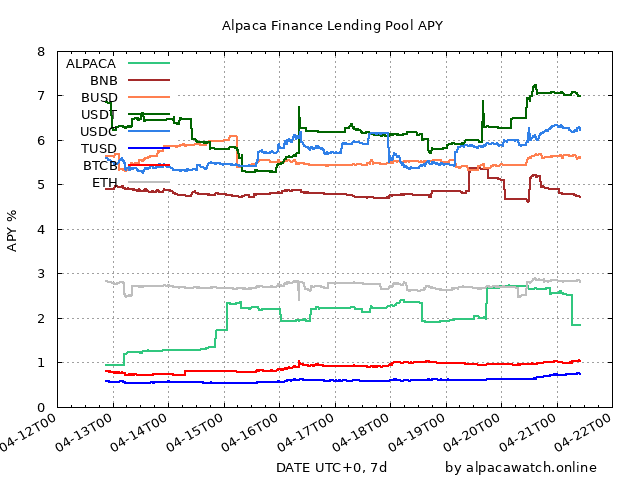 Alpaca Finance Lending Pool APY
8
7
6
5
4
3
2
1
0
APY %
ALPACA
BNB
BUSD
USDT
USDC
TUSD
BTCB
ETH
04-12T00
04-13T00
04-14T00
04-15T00
04-16T00
04-17T00
04-18T00
04-19T00
04-20T00
04-21T00
04-22T00
DATE UTC+0, 7d
by alpacawatch.online